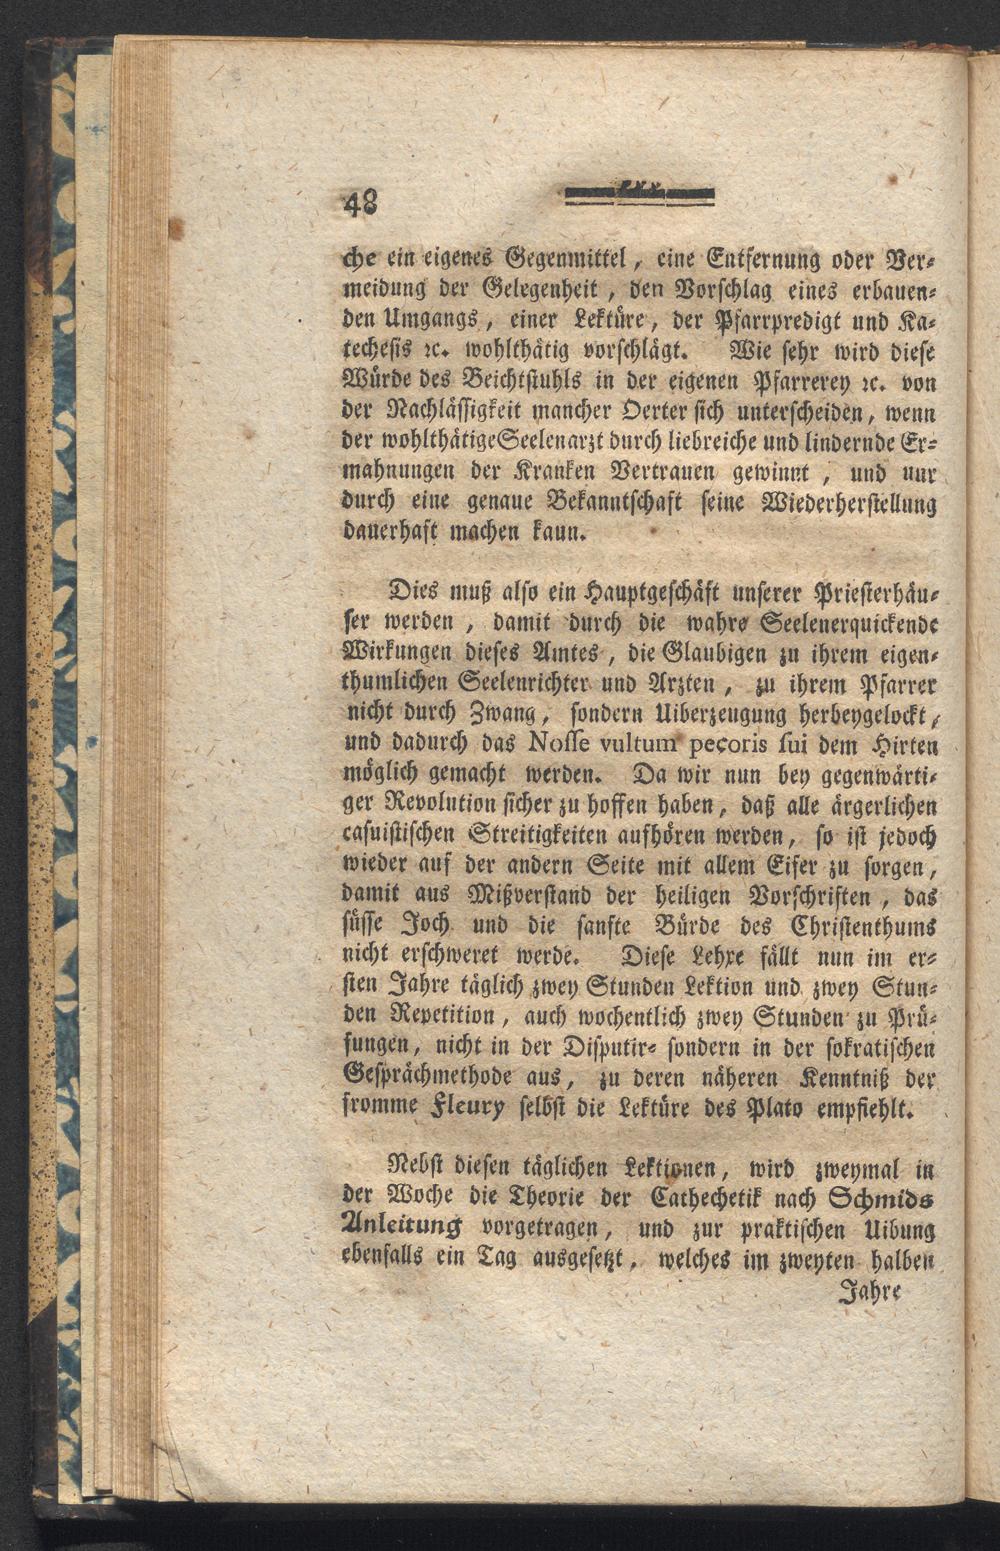 48
che ein eigenes Gegenmittel, eine Entfernung oder Ver-
meidung der Gelegenheit, den Vorschlag eines erbauen-
den Umgangs, einer Lektüre, der Pfarrpredigt und Ka-
techesis ꝛc. wohlthätig vorschlägt. Wie sehr wird diese
Würde des Beichtstuhls in der eigenen Pfarrerey ꝛc. von
der Nachlässigkeit mancher Oerter sich unterscheiden, wenn
der wohlthätige Seelenarzt durch liebreiche und lindernde Er-
mahnungen der Kranken Vertrauen gewinnt, und nur
durch eine genaue Bekanntschaft seine Wiederherstellung
dauerhaft machen kann.
Dies muß also ein Hauptgeschäft unserer Priesterhäu-
ser werden, damit durch die wahre Seelenerquickende
Wirkungen dieses Amtes, die Glaubigen zu ihrem eigen-
thumlichen Seelenrichter und Arzten, zu ihrem Pfarrer
nicht durch Zwang, sondern Uiberzeugung herbeygelockt,
und dadurch das Nosse vultum pecoris sui dem Hirten
möglich gemacht werden. Da wir nun bey gegenwärti-
ger Revolution sicher zu hoffen haben, daß alle ärgerlichen
casuistischen Streitigkeiten aufhören werden, so ist jedoch
wieder auf der andern Seite mit allem Eifer zu sorgen,
damit aus Mißverstand der heiligen Vorschriften, das
süsse Joch und die sanfte Bürde des Christenthums
nicht erschweret werde. Diese Lehre fällt nun im er-
sten Jahre täglich zwey Stunden Lektion und zwey Stun-
den Repetition, auch wochentlich zwey Stunden zu Prü-
fungen, nicht in der Disputir- sondern in der sokratischen
Gesprächmethode aus, zu deren näheren Kenntniß der
fromme Fleury selbst die Lektüre des Plato empfiehlt.
Nebst diesen täglichen Lektionen, wird zweymal in
der Woche die Theorie der Cathechetik nach Schmids
Anleitung vorgetragen, und zur praktischen Uibung
ebenfalls ein Tag ausgesetzt, welches im zweyten halben
Jahre